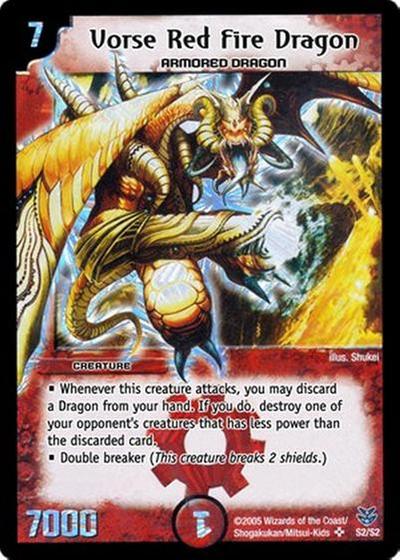 7
Vorse Red Fire Dragon
ARMORED DRAGON
illus. Shukei
CREATURE
▪ Whenever this creature attacks, you may discard
a Dragon from your hand. If you do, destroy one of
your opponent's creatures that has less power than
the discarded card.
▪ Double breaker (This creature breaks 2 shields.)
7000
1
©2005 Wizards of the Coast/
Shogakukan/Mitsui-Kids
S2/S2